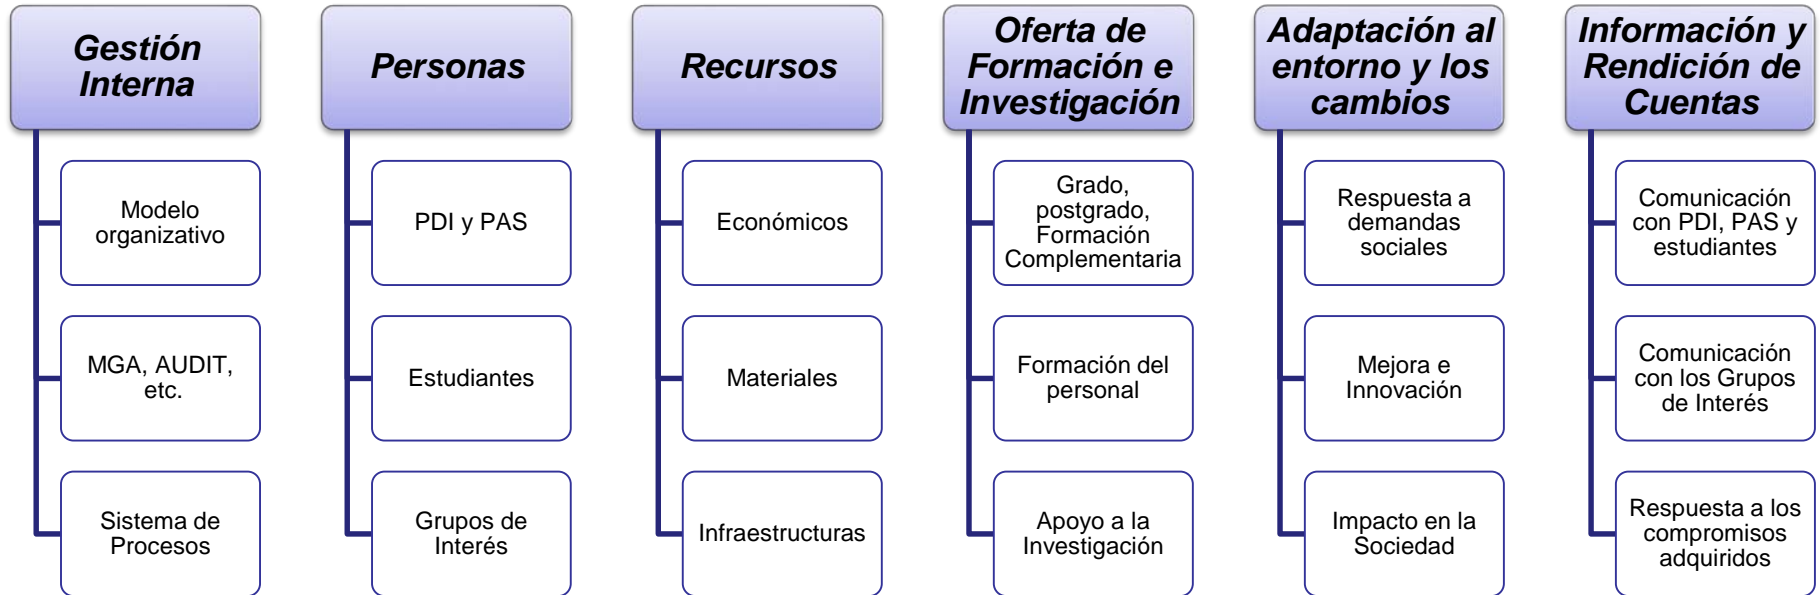 Gestión
Interna
Modelo
organizativo
MGA, AUDIT,
etc.
Sistema de
Procesos
Personas
PDI y PAS
Estudiantes
Grupos de
Interés
Recursos
Económicos
Materiales
Infraestructuras
Oferta de
Formación e
Investigación
Grado,
postgrado,
Formación
Complementaria
Formación del
personal
Apoyo a la
Investigación
Adaptación al
entorno y los
cambios
Respuesta a
demandas
sociales
Mejora e
Innovación
Impacto en la
Sociedad
Información y
Rendición de
Cuentas
Comunicación
con PDI, PAS y
estudiantes
Comunicación
con los Grupos
de Interés
Respuesta a los
compromisos
adquiridos